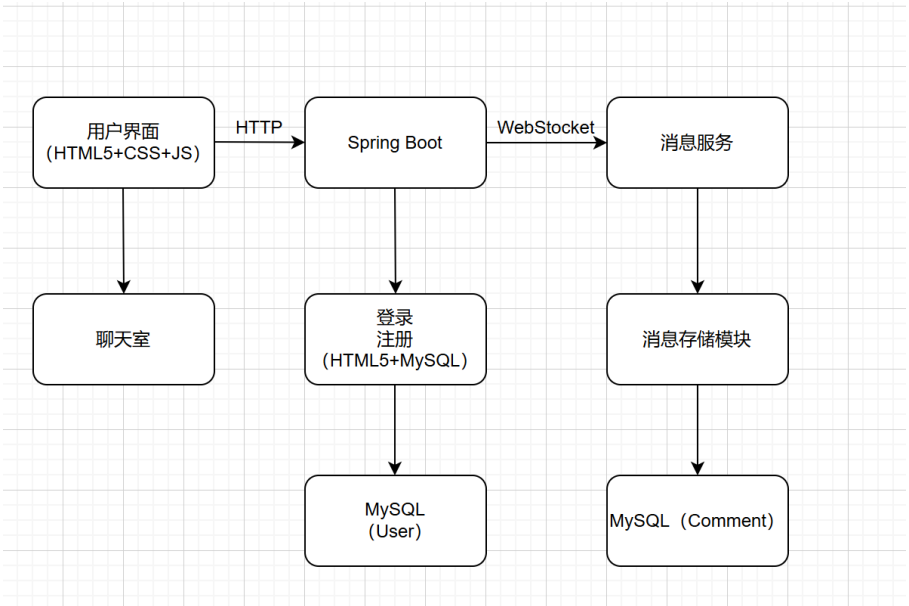 用户界面
（HTML5+CSS+JS）
HTTP
Spring Boot
WebStocket
消息服务
聊天室
登录
注册
（HTML5+MySQL）
消息存储模块
MySQL
（User）
MySQL（Comment）